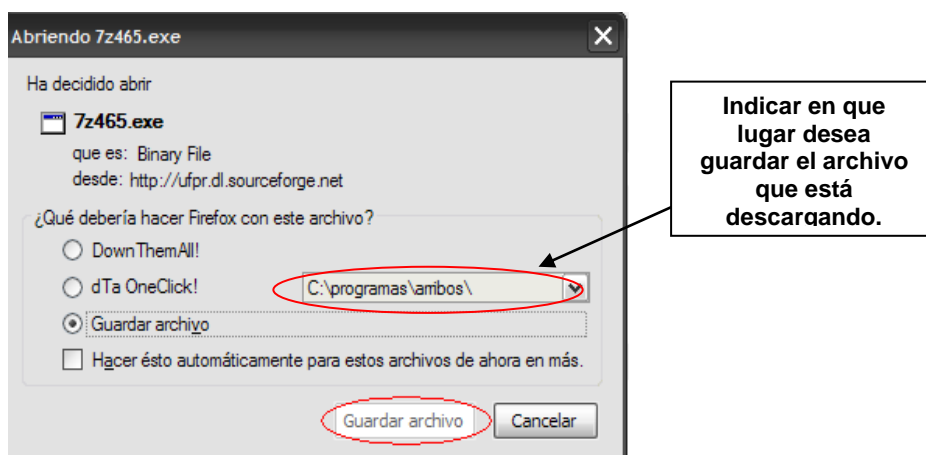 Abriendo 7z465.exe
Ha decidido abrir
7z465.exe
que es: Binary File
desde: http://ufpr.dl.sourceforge.net
¿Qué debería hacer Firefox con este archivo?
DownThemAll!
dTa OneClick!
C:\programas\arribos\
Guardar archivo
Hacer ésto automáticamente para estos archivos de ahora en más.
Guardar archivo
Cancelar
Indicar en que
lugar desea
guardar el archivo
que está
descargando.